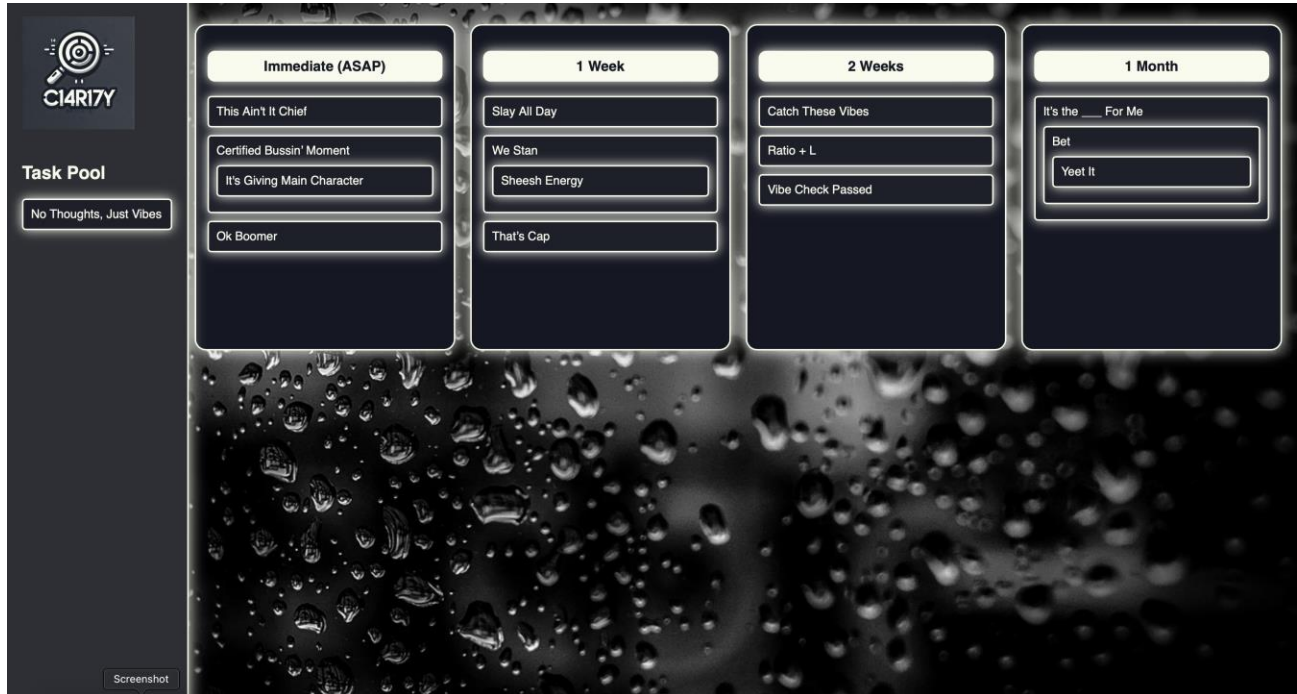 C14R17Y
Task Pool
No Thoughts, Just Vibes
Immediate (ASAP)
This Ain't It Chief
Certified Bussin' Moment
It's Giving Main Character
Ok Boomer
1 Week
Slay All Day
We Stan
Sheesh Energy
That's Cap
2 Weeks
Catch These Vibes
Ratio + L
Vibe Check Passed
1 Month
It's the ___ For Me
Bet
Yeet It
Screenshot